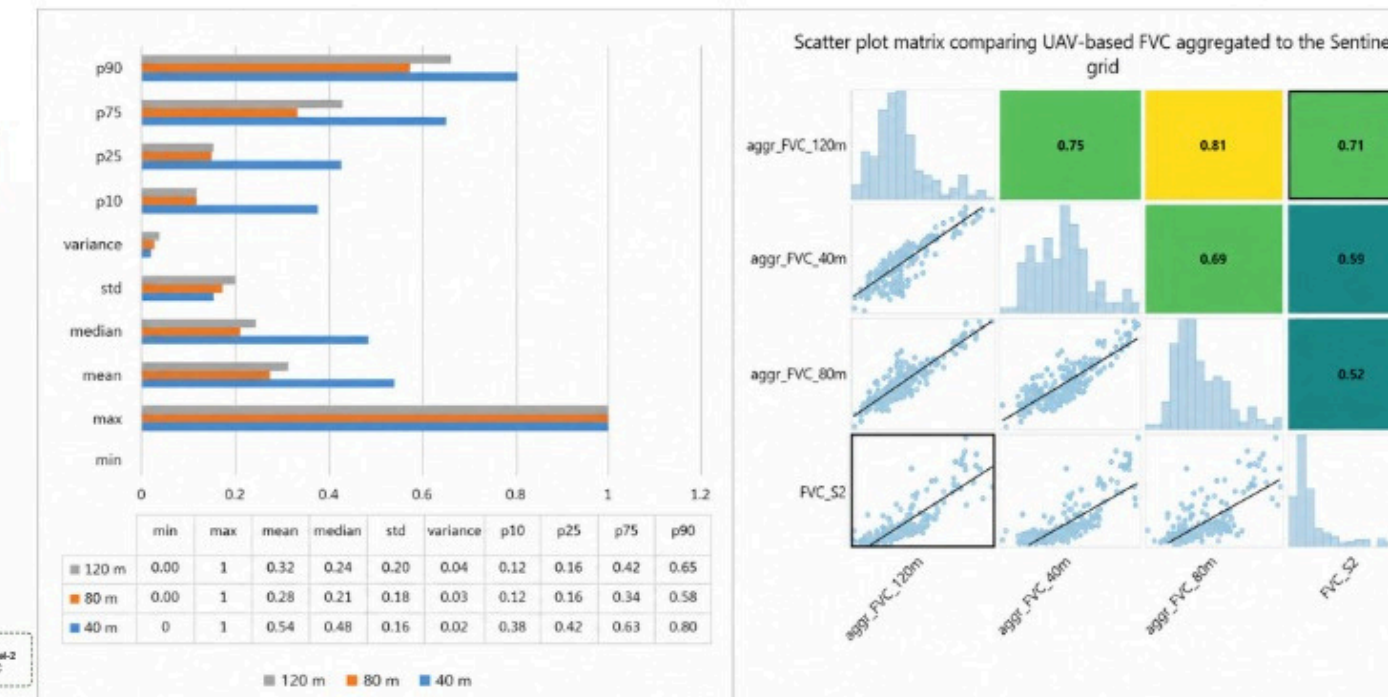 p90
p75
p25
p10
variance
std
median
mean
max
min
0 0.2 0.4 0.6 0.8 1 1.2
min max mean median std variance p10 p25 p75 p90
120 m 0.00 1 0.32 0.24 0.20 0.04 0.12 0.16 0.42 0.65
80 m 0.00 1 0.28 0.21 0.18 0.03 0.12 0.16 0.34 0.58
40 m 0 1 0.54 0.48 0.16 0.02 0.38 0.42 0.63 0.80
120 m 80 m 40 m
Scatter plot matrix comparing UAV-based FVC aggregated to the Sentine
grid
aggr_FVC_120m 0.75 0.81 0.71
aggr_FVC_40m 0.69 0.59
aggr_FVC_80m 0.52
FVC_S2
aggr_FVC_120m aggr_FVC_40m aggr_FVC_80m FVC_S2